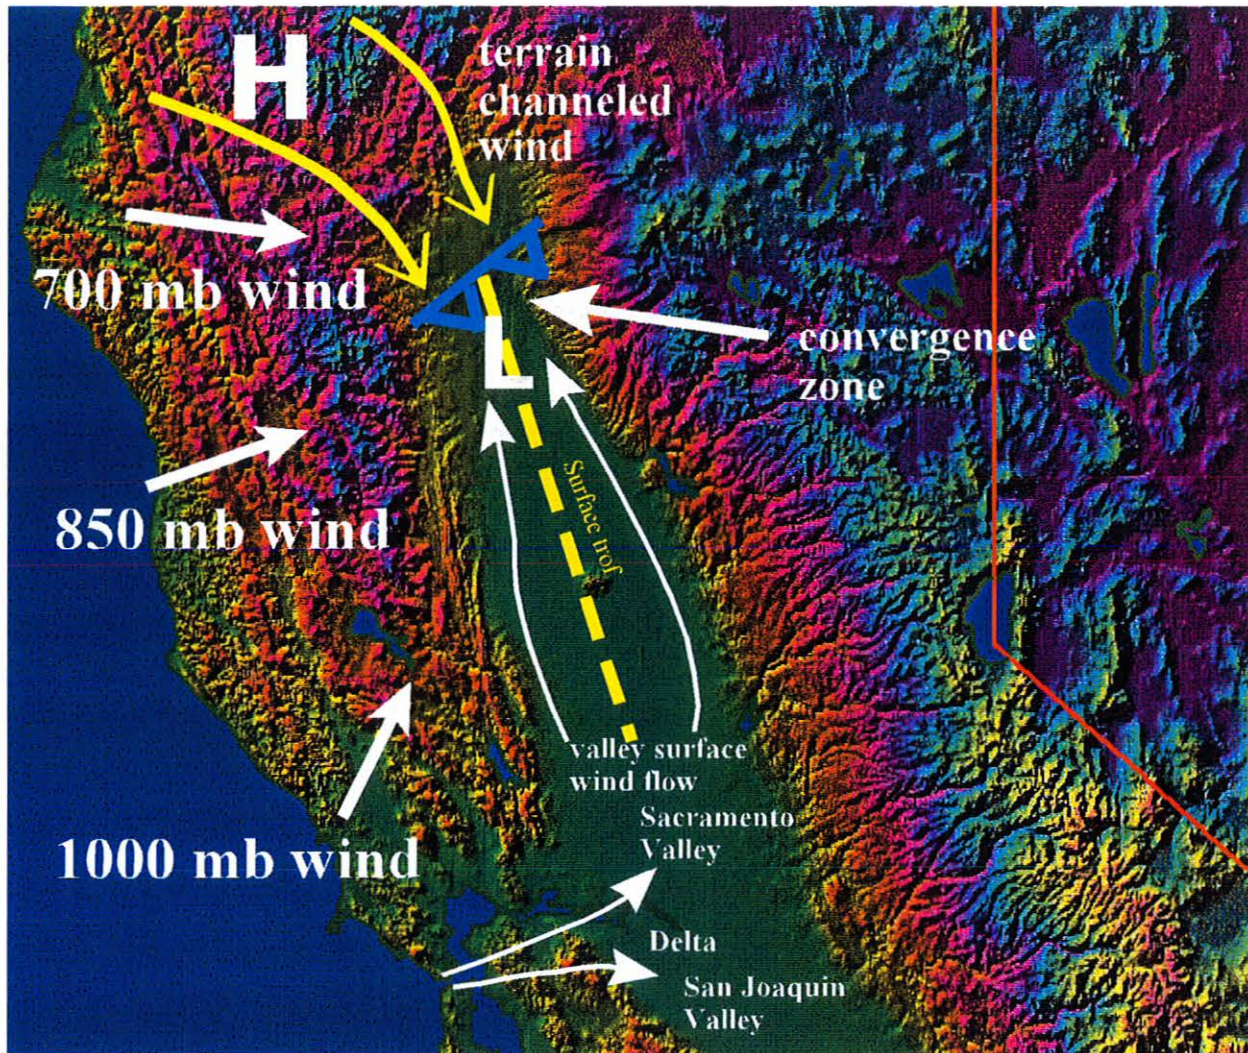 H
terrain
channeled
wind
700 mb wind
convergence
zone
L
850 mb wind
Surface trof
valley surface
wind flow
Sacramento
Valley
1000 mb wind
Delta
San Joaquin
Valley